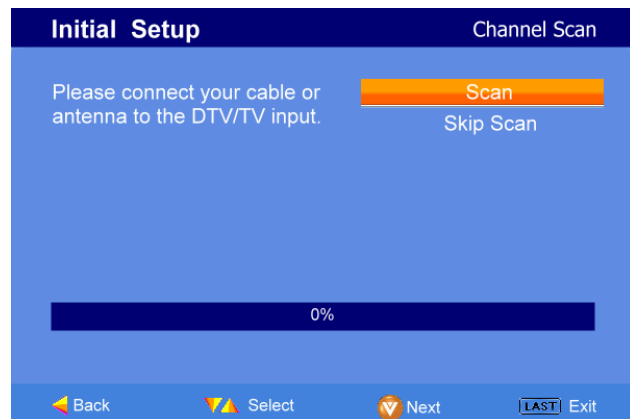 Initial Setup Channel Scan
Please connect your cable or
antenna to the DTV/TV input.
Scan
Skip Scan
0%
Back Select V Next LAST Exit